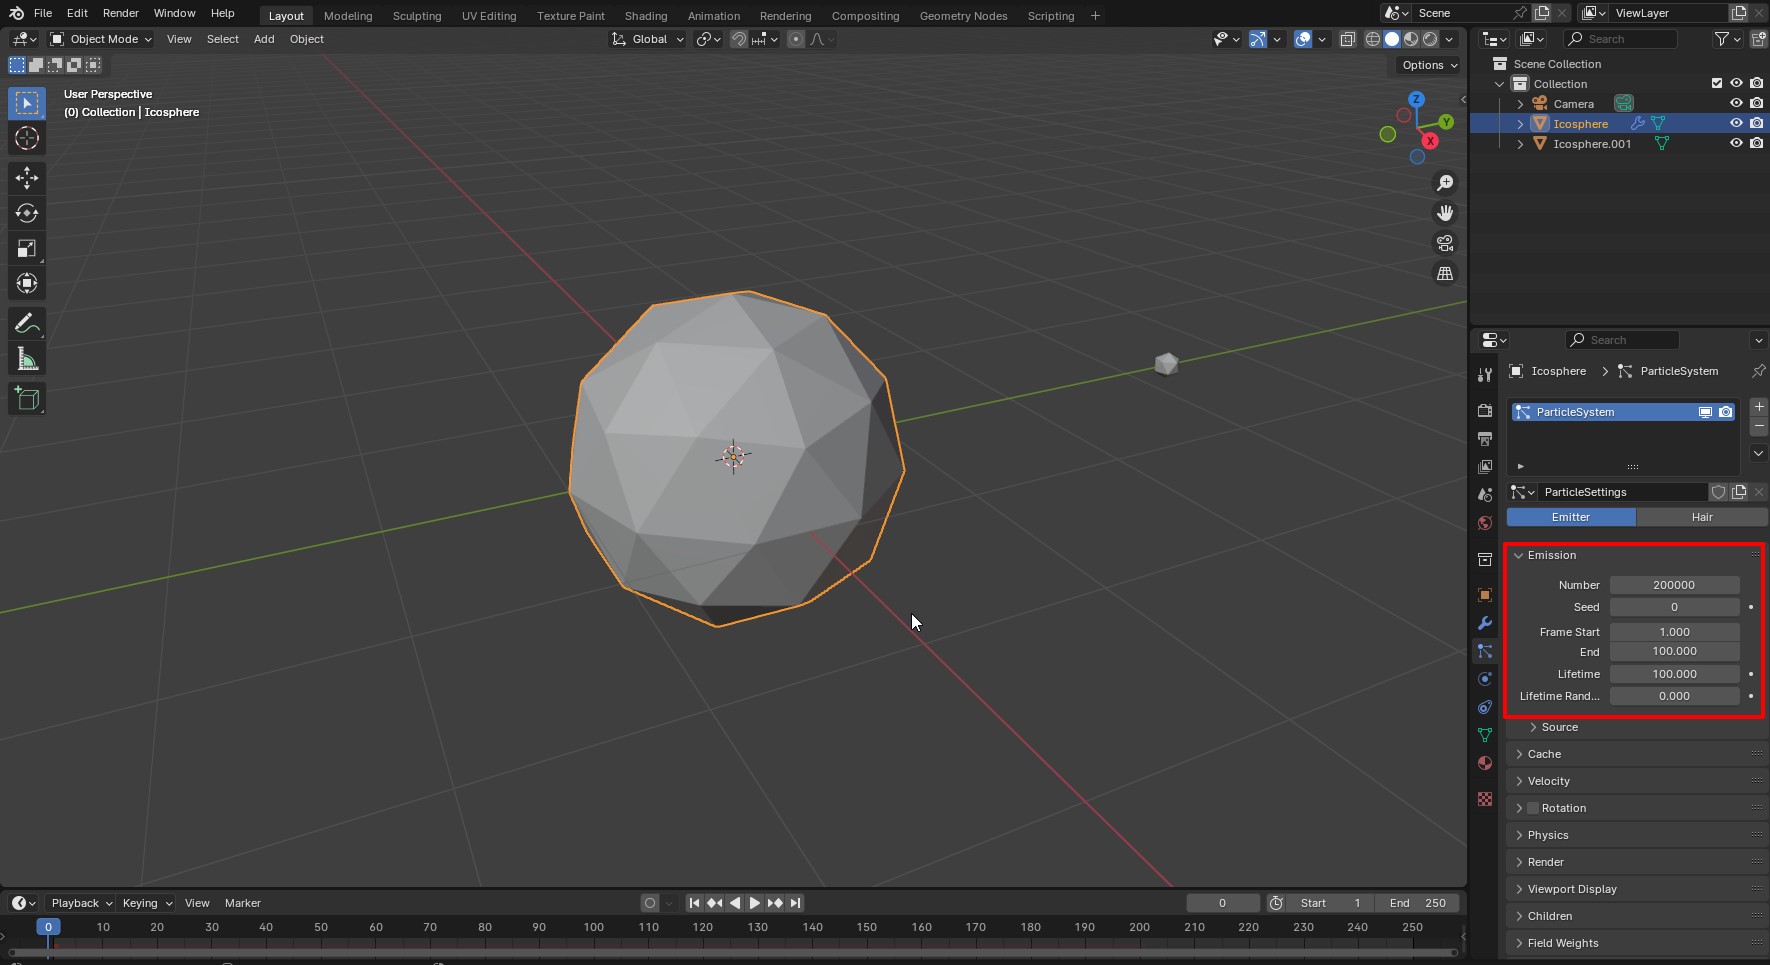 File Edit Render Window Help Layout Modeling Sculpting UV Editing Texture Paint Shading Animation Rendering Compositing Geometry Nodes Scripting + Scene ViewLayer
Object Mode View Select Add Object Global Search
Options
User Perspective
(0) Collection | Icosphere
Z
Y
X
Scene Collection
Collection
Camera
Icosphere
Icosphere.001
Search
Icosphere > ParticleSystem
ParticleSystem
ParticleSettings
Emitter Hair
Emission
Number 200000
Seed 0
Frame Start 1.000
End 100.000
Lifetime 100.000
Lifetime Rand... 0.000
Source
Cache
Velocity
Rotation
Physics
Render
Viewport Display
Children
Field Weights
Playback Keying View Marker 0 Start 1 End 250
0 10 20 30 40 50 60 70 80 90 100 110 120 130 140 150 160 170 180 190 200 210 220 230 240 250